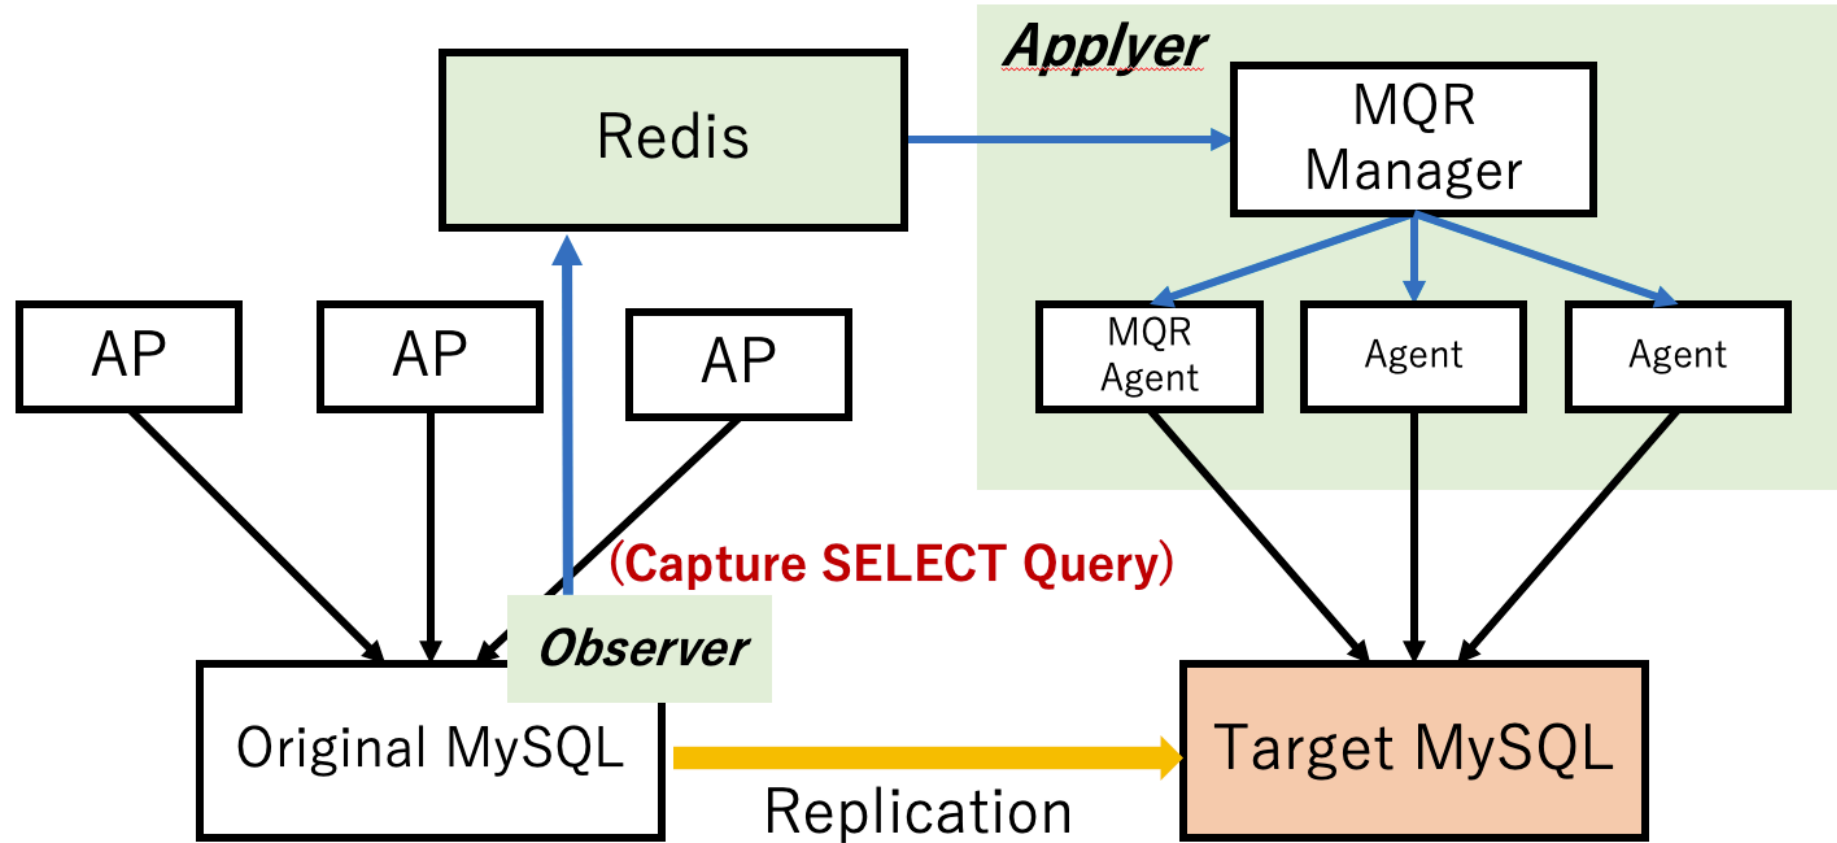 Applyer
Redis
MQR
Manager
AP
AP
AP
MQR
Agent
Agent
Agent
(Capture SELECT Query)
Observer
Original MySQL
Target MySQL
Replication